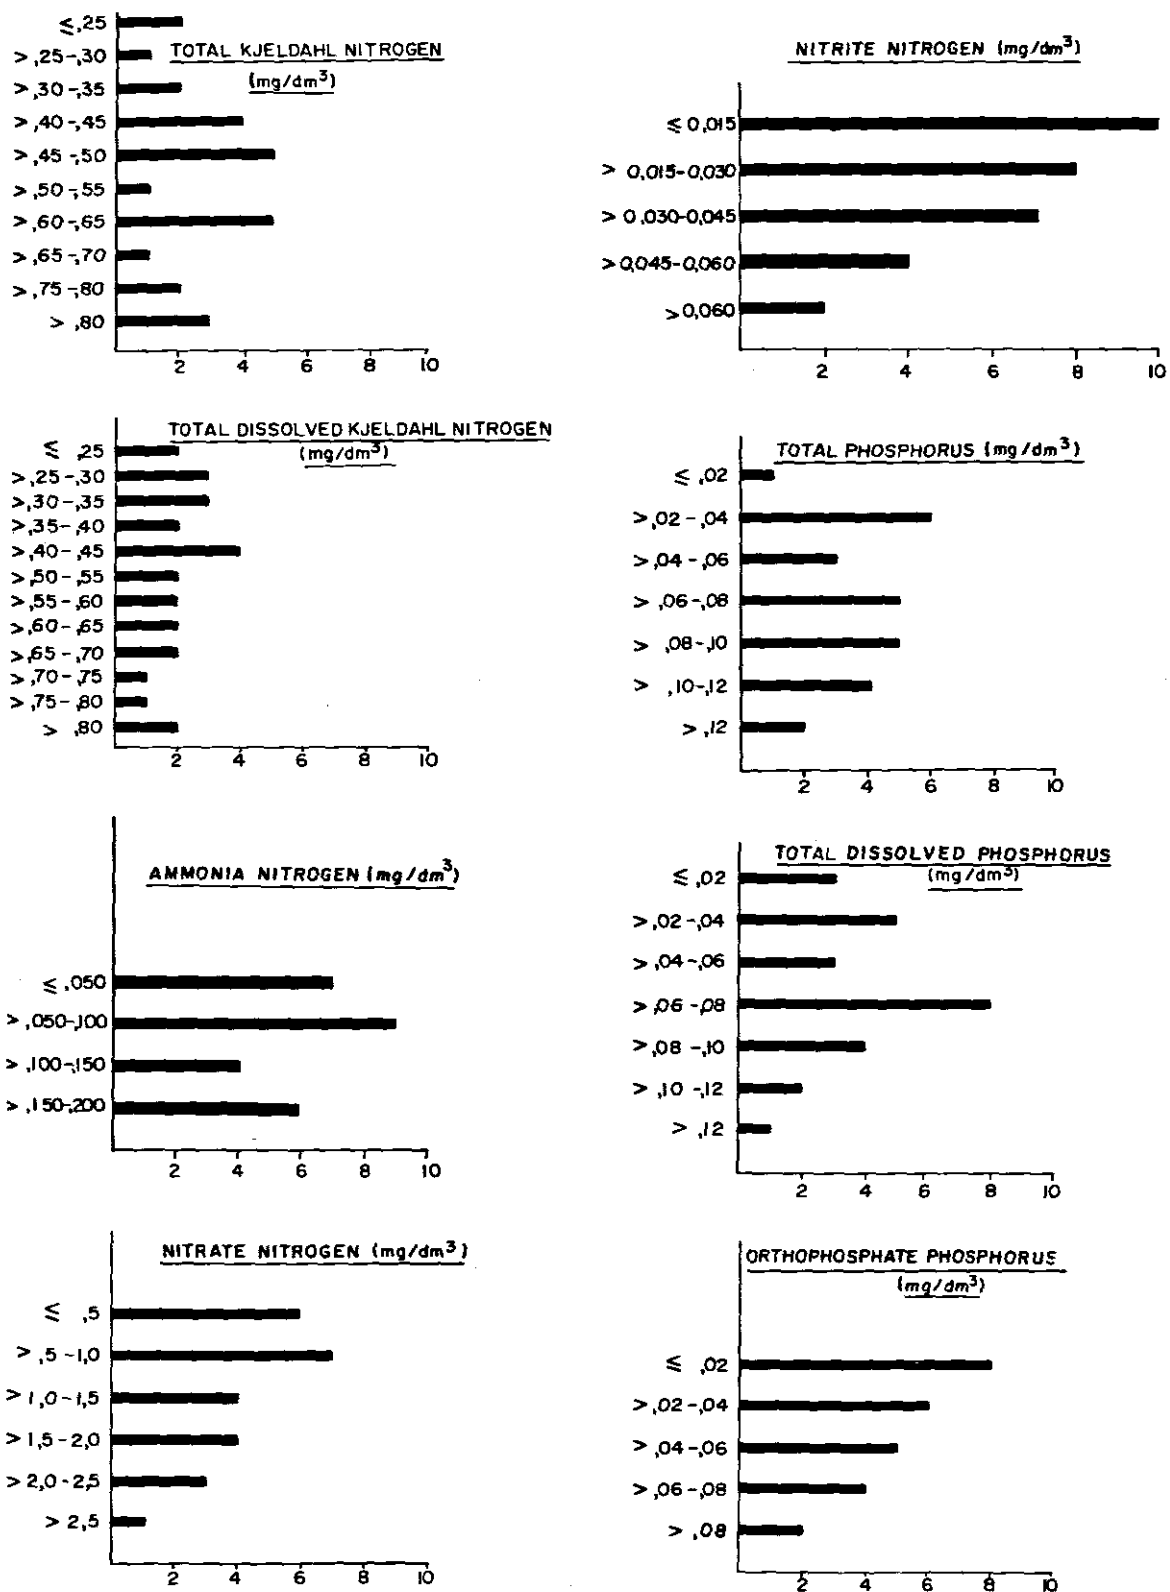 TOTAL KJELDAHL NITROGEN
(mg/dm³)
≤ ,25
> ,25-,30
> ,30-,35
> ,40-,45
> ,45-,50
> ,50-,55
> ,60-,65
> ,65-,70
> ,75-,80
> ,80
2 4 6 8 10
TOTAL DISSOLVED KJELDAHL NITROGEN
(mg/dm³)
≤ ,25
>,25-,30
>,30-,35
>,35-,40
>,40-,45
>,50-,55
>,55-,60
>,60-,65
>,65-,70
>,70-,75
>,75-,80
> ,80
2 4 6 8 10
AMMONIA NITROGEN (mg/dm³)
≤ ,050
> ,050-,100
> ,100-,150
> ,150-,200
2 4 6 8 10
NITRATE NITROGEN (mg/dm³)
≤ ,5
> ,5-1,0
> 1,0-1,5
> 1,5-2,0
> 2,0-2,5
> 2,5
2 4 6 8 10
NITRITE NITROGEN (mg/dm³)
≤ 0,015
> 0,015-0,030
> 0,030-0,045
> 0,045-0,060
> 0,060
2 4 6 8 10
TOTAL PHOSPHORUS (mg/dm³)
≤ ,02
>,02-,04
> ,04-,06
> ,06-,08
> ,08-,10
> ,10-,12
> ,12
2 4 6 8 10
TOTAL DISSOLVED PHOSPHORUS
(mg/dm³)
≤ ,02
> ,02-,04
> ,04-,06
> ,06-,08
> ,08-,10
> ,10-,12
> ,12
2 4 6 8 10
ORTHOPHOSPHATE PHOSPHORUS
(mg/dm³)
≤ ,02
> ,02-,04
> ,04-,06
> ,06-,08
> ,08
2 4 6 8 10